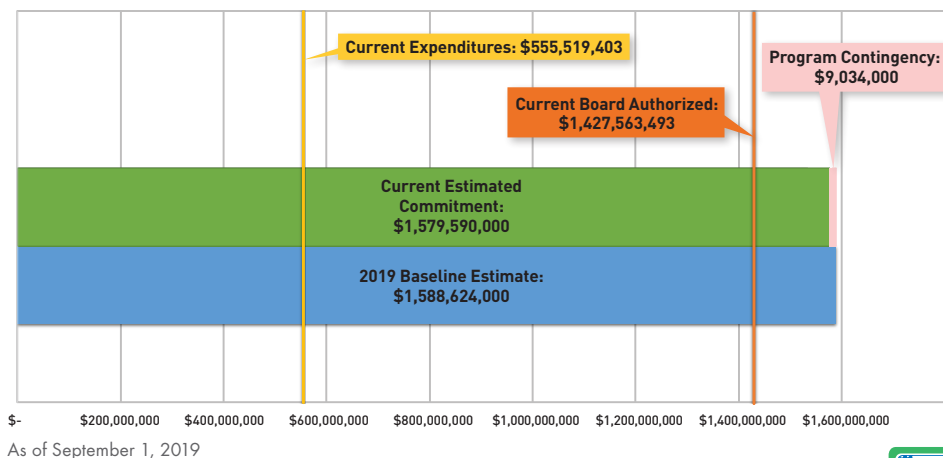 Current Expenditures: $555,519,403
Program Contingency:
$9,034,000
Current Board Authorized:
$1,427,563,493
Current Estimated
Commitment:
$1,579,590,000
2019 Baseline Estimate:
$1,588,624,000
$- $200,000,000 $400,000,000 $600,000,000 $800,000,000 $1,000,000,000 $1,200,000,000 $1,400,000,000 $1,600,000,000
As of September 1, 2019